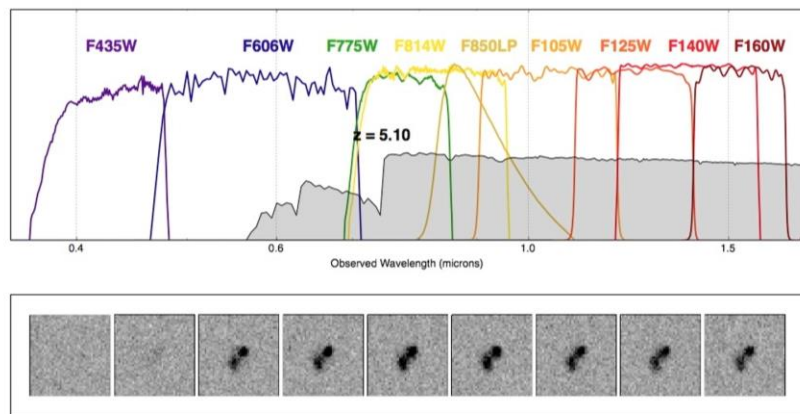 F435W F606W F775W F814W F850LP F105W F125W F140W F160W
z = 5.10
0.4 0.6 1.0 1.5
Observed Wavelength (microns)